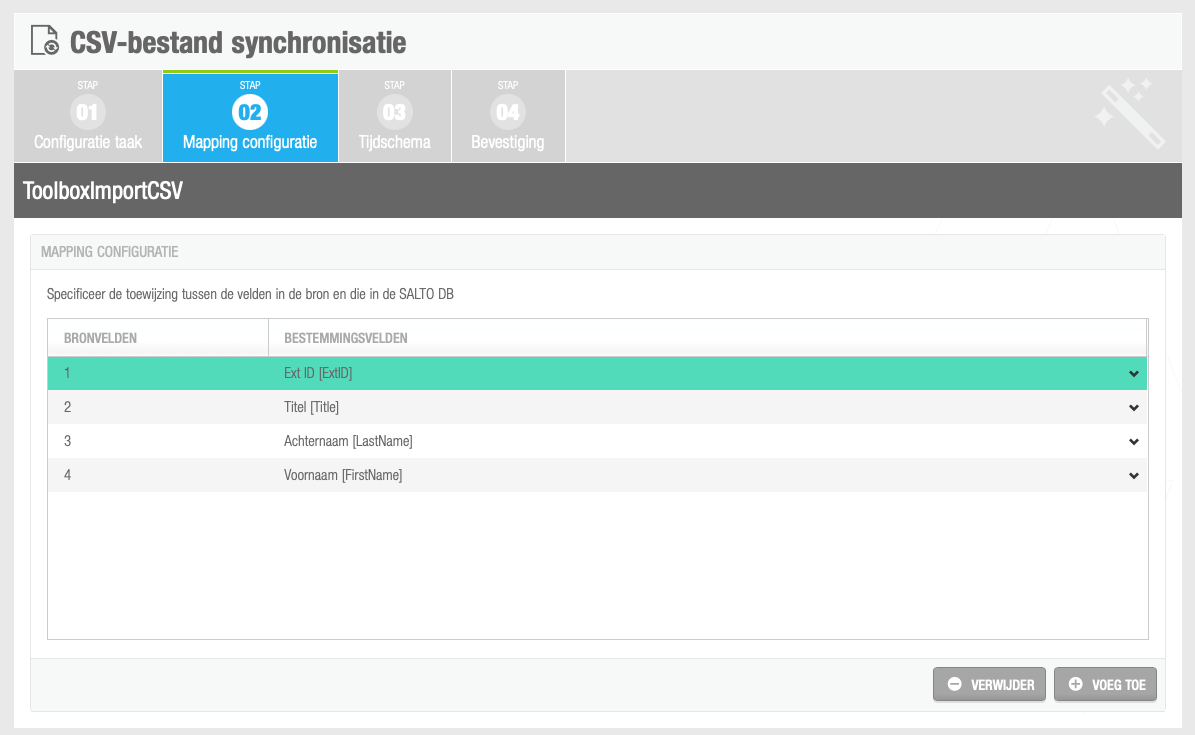 CSV-bestand synchronisatie
STAP STAP STAP STAP
01 02 03 04
Configuratie taak Mapping configuratie Tijdschema Bevestiging
ToolboxImportCSV
MAPPING CONFIGURATIE
Specificeer de toewijzing tussen de velden in de bron en die in de SALTO DB
BRONVELDEN BESTEMMINGSVELDEN
1 Ext ID [ExtID]
2 Titel [Title]
3 Achternaam [LastName]
4 Voornaam [FirstName]
VERWIJDER VOEG TOE